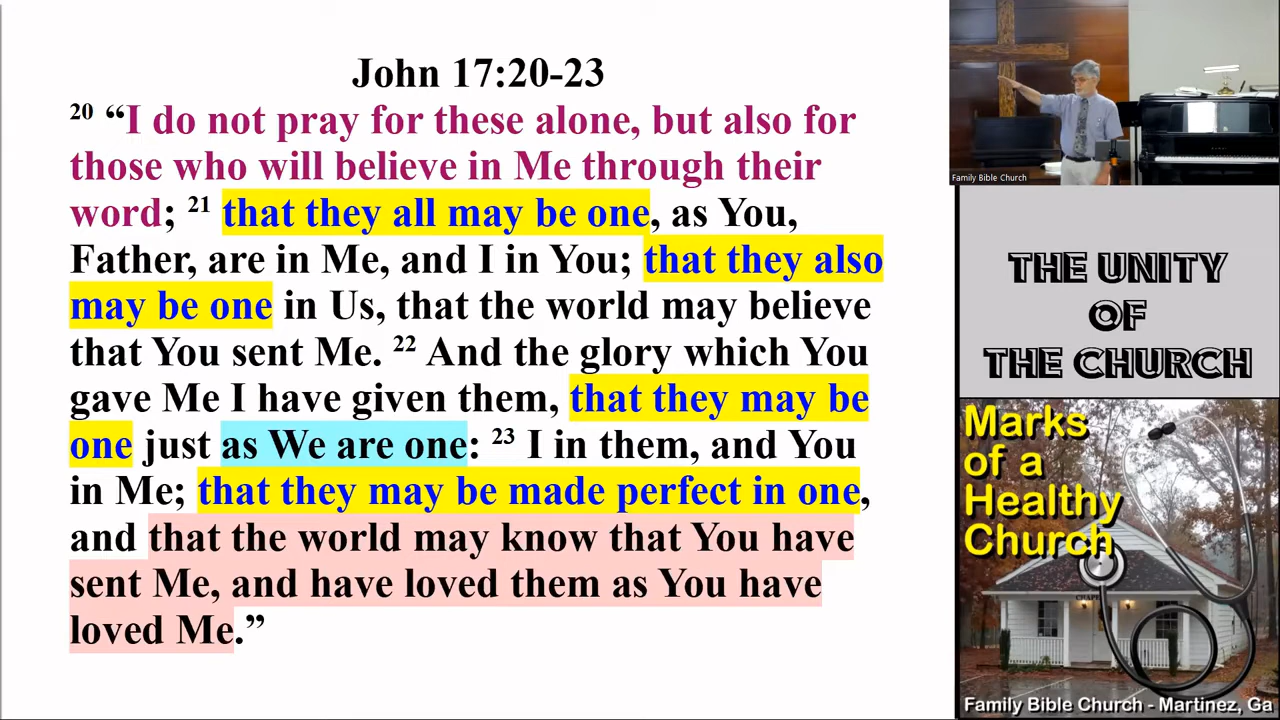 John 17:20-23
20 “I do not pray for these alone, but also for
those who will believe in Me through their
word; 21 that they all may be one, as You,
Father, are in Me, and I in You; that they also
may be one in Us, that the world may believe
that You sent Me. 22 And the glory which You
gave Me I have given them, that they may be
one just as We are one: 23 I in them, and You
in Me; that they may be made perfect in one,
and that the world may know that You have
sent Me, and have loved them as You have
loved Me.”
Family Bible Church
THE UNITY
OF
THE CHURCH
Marks
of a
Healthy
Church
Family Bible Church - Martinez, Ga